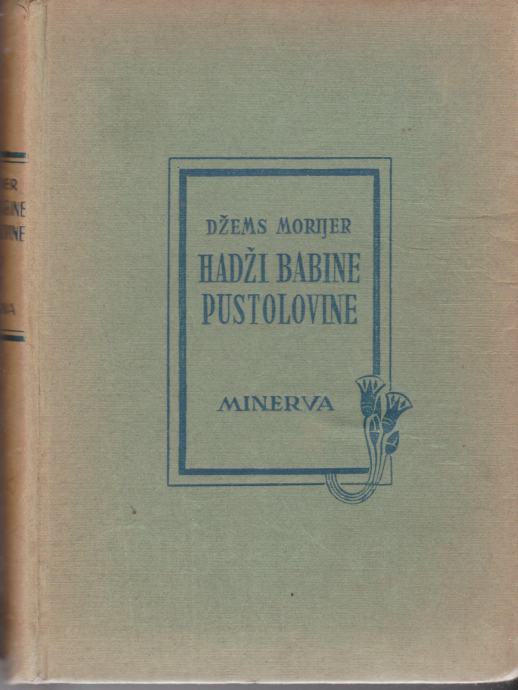 DŽEMS MORIJER
HADŽI BABINE
PUSTOLOVINE
MINERVA